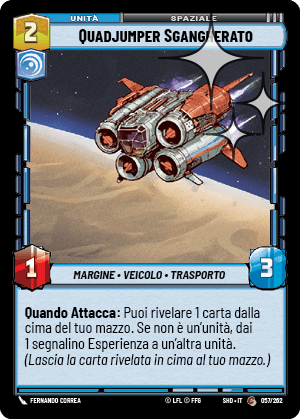 UNITÀ SPAZIALE
2 QUADJUMPER SGANGHERATO
1 3
MARGINE • VEICOLO • TRASPORTO
Quando Attacca: Puoi rivelare 1 carta dalla
cima del tuo mazzo. Se non è un'unità, dai
1 segnalino Esperienza a un'altra unità.
(Lascia la carta rivelata in cima al tuo mazzo.)
FERNANDO CORREA © LFL © FFG SHD • IT C 057/262